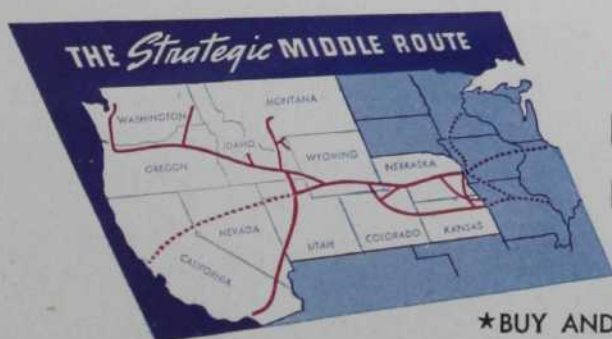 THE Strategic MIDDLE ROUTE
WASHINGTON
MONTANA
OREGON
IDAHO
WYOMING
NEBRASKA
NEVADA
CALIFORNIA
UTAH
COLORADO
KANSAS
★BUY AND